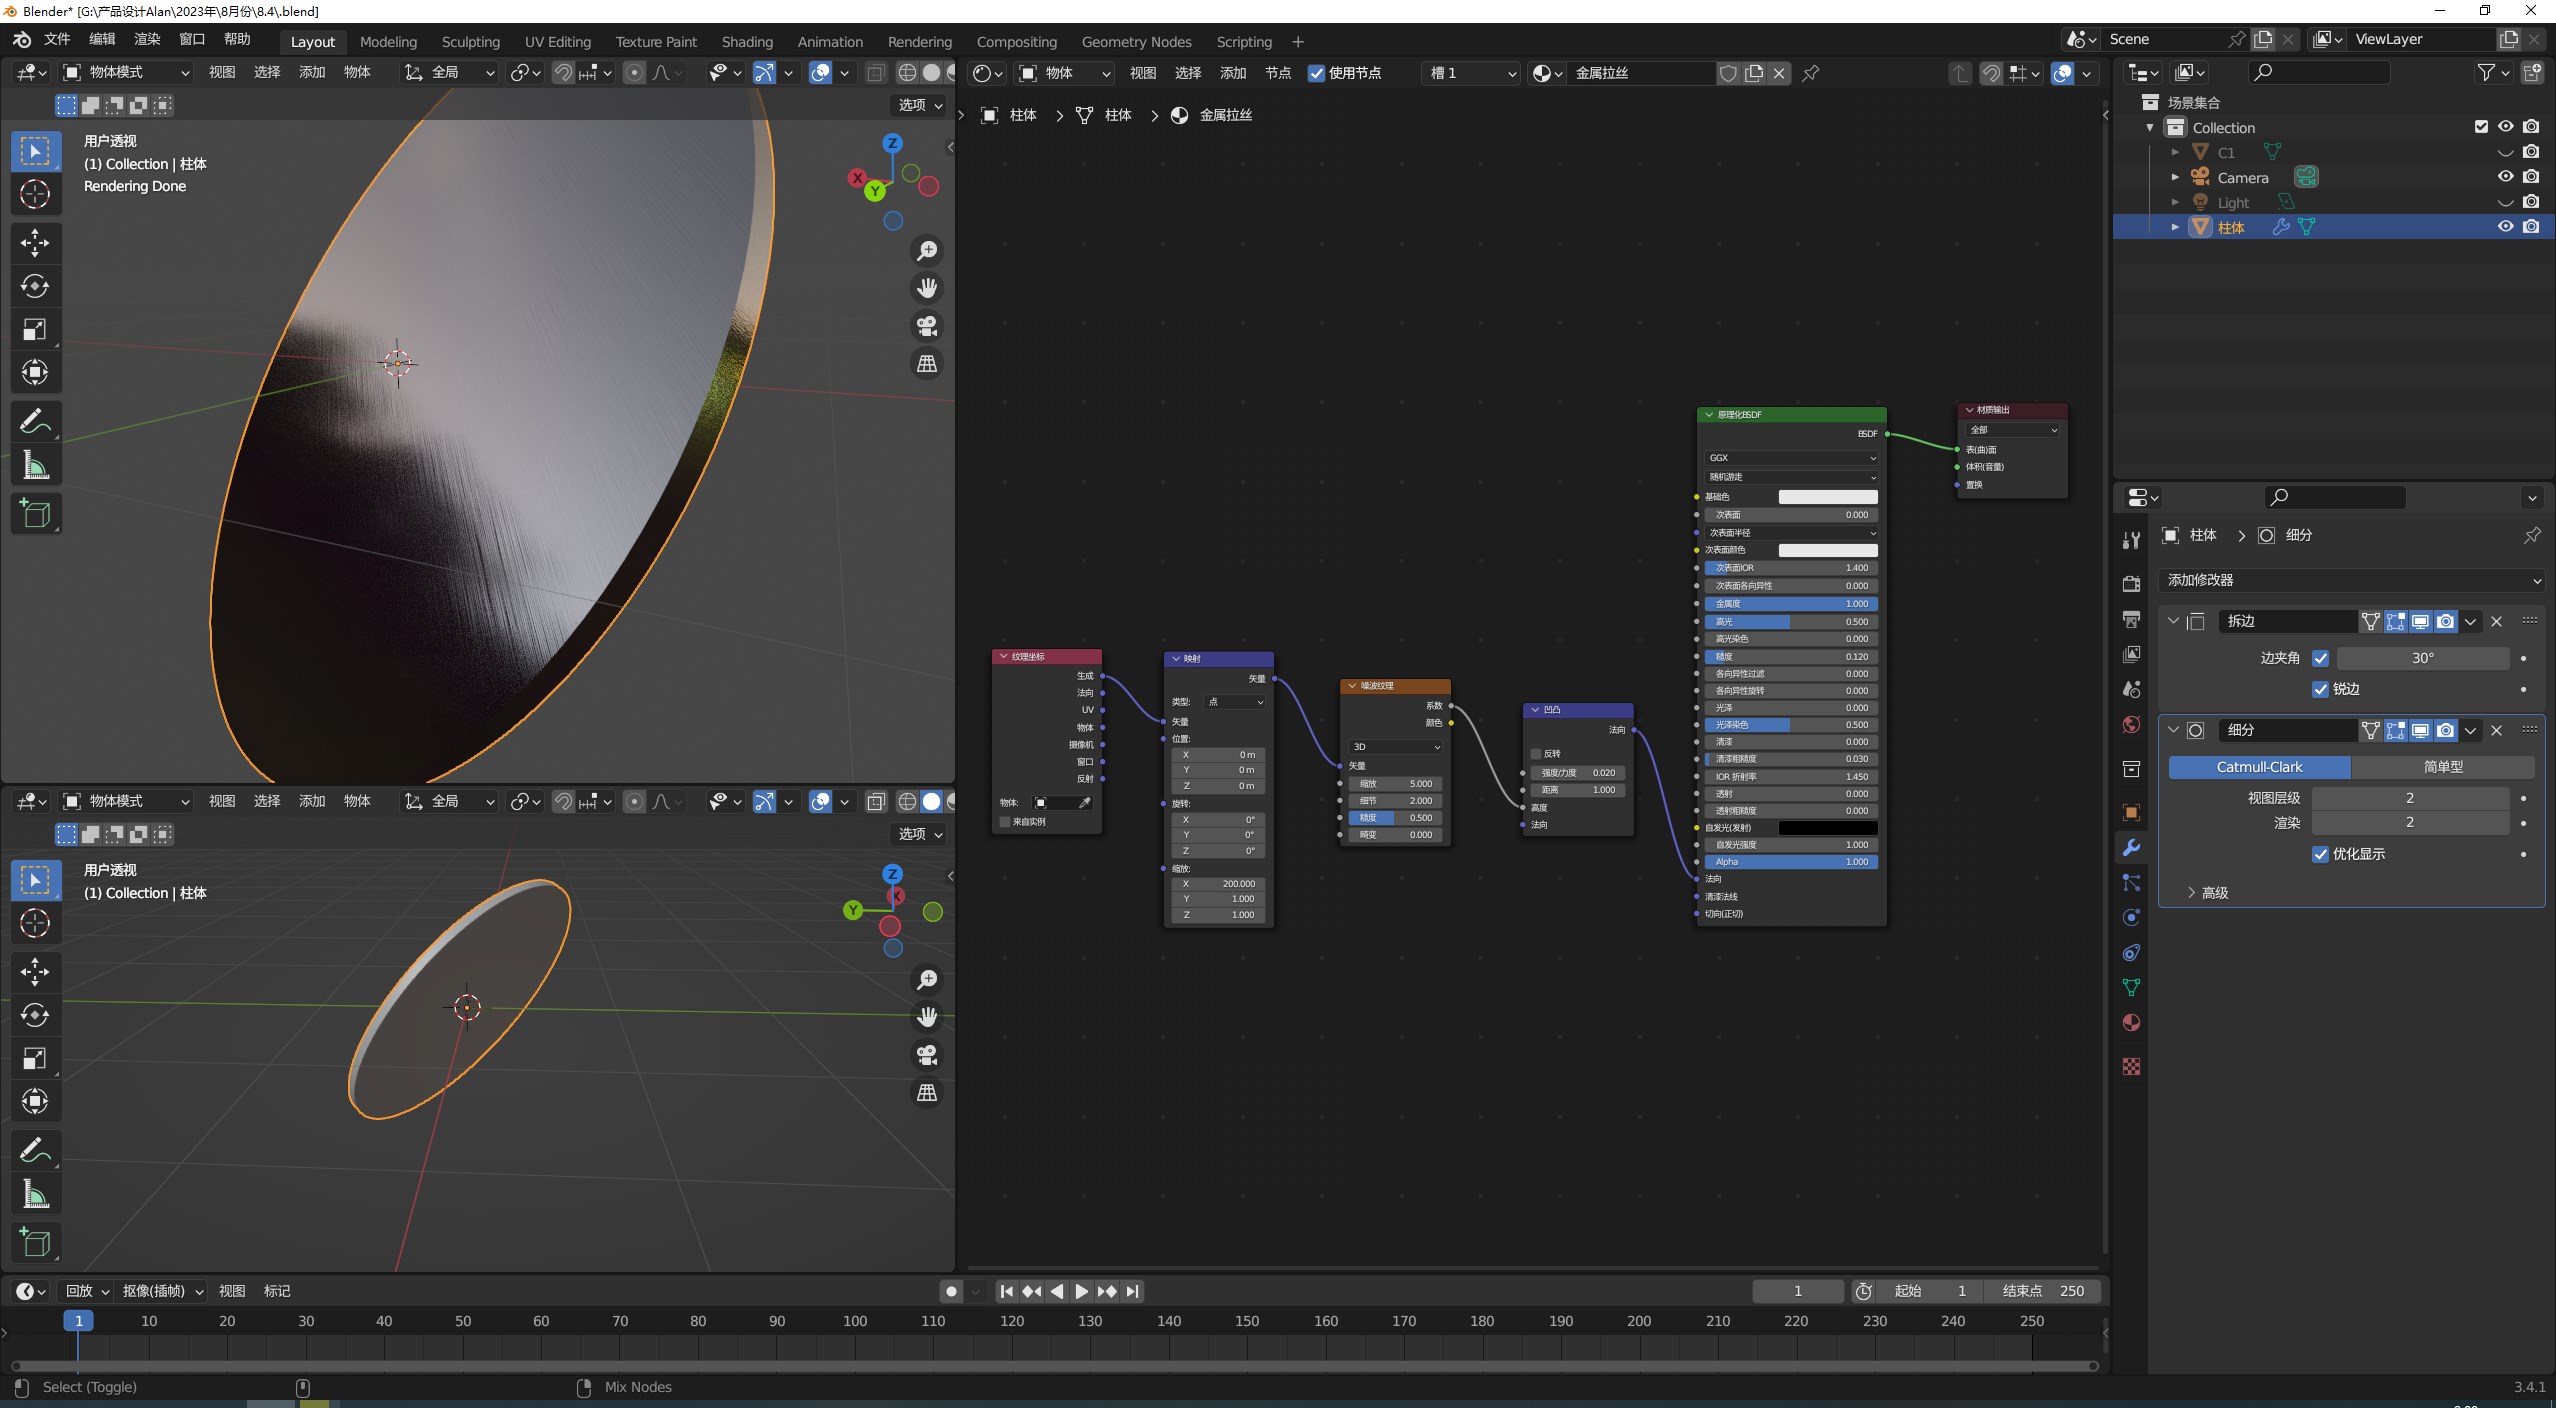 Blender* [G:\产品设计Alan\2023年\8月份\8.4\.blend]
文件 编辑 渲染 窗口 帮助 Layout Modeling Sculpting UV Editing Texture Paint Shading Animation Rendering Compositing Geometry Nodes Scripting + Scene ViewLayer
物体模式 视图 选择 添加 物体 全局
选项
用户透视
(1) Collection | 柱体
Rendering Done
Z
X
Y
物体 视图 选择 添加 节点 使用节点 槽 1 金属拉丝
柱体 > 柱体 > 金属拉丝
纹理坐标
生成
法向
UV
物体
摄像机
窗口
反射
物体:
来自实例
映射
矢量
类型: 点
矢量
位置:
X 0 m
Y 0 m
Z 0 m
旋转:
X 0°
Y 0°
Z 0°
缩放:
X 200.000
Y 1.000
Z 1.000
噪波纹理
系数
颜色
3D
矢量
缩放 5.000
细节 2.000
糙度 0.500
畸变 0.000
凹凸
法向
反转
强度/力度 0.020
距离 1.000
高度
法向
原理化BSDF
BSDF
GGX
随机游走
基础色
次表面 0.000
次表面半径
次表面颜色
次表面IOR 1.400
次表面各向异性 0.000
金属度 1.000
高光 0.500
高光染色 0.000
糙度 0.120
各向异性过滤 0.000
各向异性旋转 0.000
光泽 0.000
光泽染色 0.500
清漆 0.000
清漆粗糙度 0.030
IOR 折射率 1.450
透射 0.000
透射粗糙度 0.000
自发光(发射)
自发光强度 1.000
Alpha 1.000
法向
清漆法线
切向(正切)
材质输出
全部
表(曲)面
体积(音量)
置换
场景集合
Collection
C1
Camera
Light
柱体
柱体 > 细分
添加修改器
拆边
边夹角 30°
锐边
细分
Catmull-Clark 简单型
视图层级 2
渲染 2
优化显示
高级
物体模式 视图 选择 添加 物体 全局
选项
用户透视
(1) Collection | 柱体
Z
X
Y
回放 抠像(插帧) 视图 标记 1 起始 1 结束点 250
1 10 20 30 40 50 60 70 80 90 100 110 120 130 140 150 160 170 180 190 200 210 220 230 240 250
Select (Toggle) Mix Nodes 3.4.1